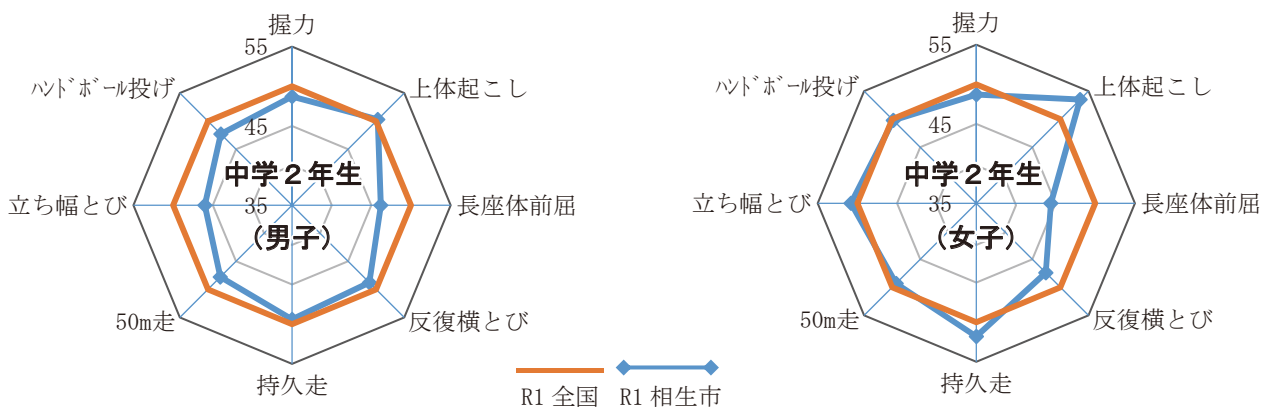 握力
55
ﾊﾝﾄﾞﾎﾞｰﾙ投げ
上体起こし
45
中学２年生
立ち幅とび
35
長座体前屈
（男子）
50m走
反復横とび
持久走
握力
55
ﾊﾝﾄﾞﾎﾞｰﾙ投げ
上体起こし
45
中学２年生
立ち幅とび
35
長座体前屈
（女子）
50m走
反復横とび
持久走
R1 全国
R1 相生市